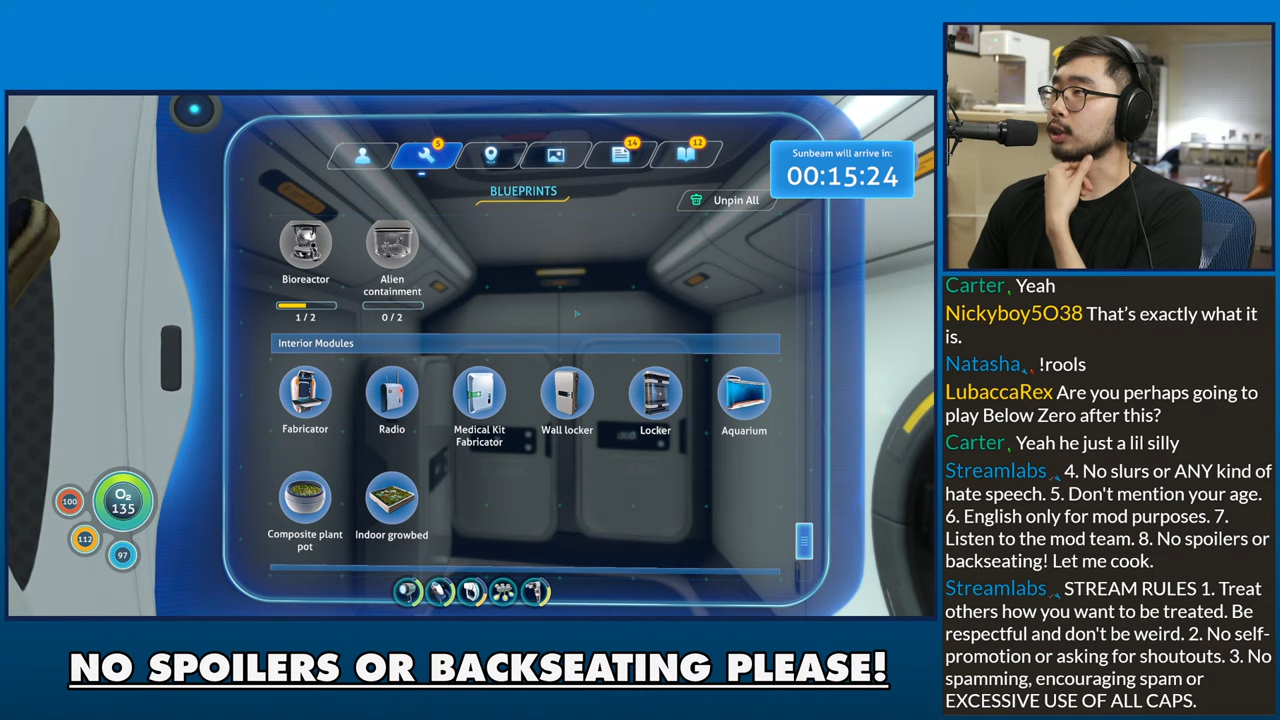 5
14
12
BLUEPRINTS
Unpin All
Sunbeam will arrive in:
00:15:24
Bioreactor
1 / 2
Alien
containment
0 / 2
Interior Modules
Fabricator
Radio
Medical Kit
Fabricator
Wall locker
Locker
Aquarium
Composite plant
pot
Indoor growbed
100
O₂
135
112
97
NO SPOILERS OR BACKSEATING PLEASE!
Carter Yeah
Nickyboy5O38 That's exactly what it
is.
Natasha !rools
LubaccaRex Are you perhaps going to
play Below Zero after this?
Carter Yeah he just a lil silly
Streamlabs 4. No slurs or ANY kind of
hate speech. 5. Don't mention your age.
6. English only for mod purposes. 7.
Listen to the mod team. 8. No spoilers or
backseating! Let me cook.
Streamlabs STREAM RULES 1. Treat
others how you want to be treated. Be
respectful and don't be weird. 2. No self-
promotion or asking for shoutouts. 3. No
spamming, encouraging spam or
EXCESSIVE USE OF ALL CAPS.